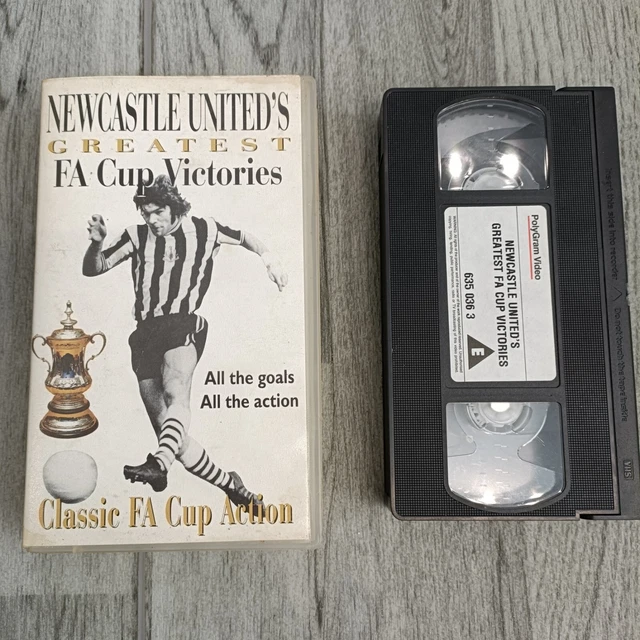 NEWCASTLE UNITED'S
GREATEST
FA Cup Victories
All the goals
All the action
Classic FA Cup Action
PolyGram Video
NEWCASTLE UNITED'S
GREATEST FA CUP VICTORIES
635 036 3
E
VHS